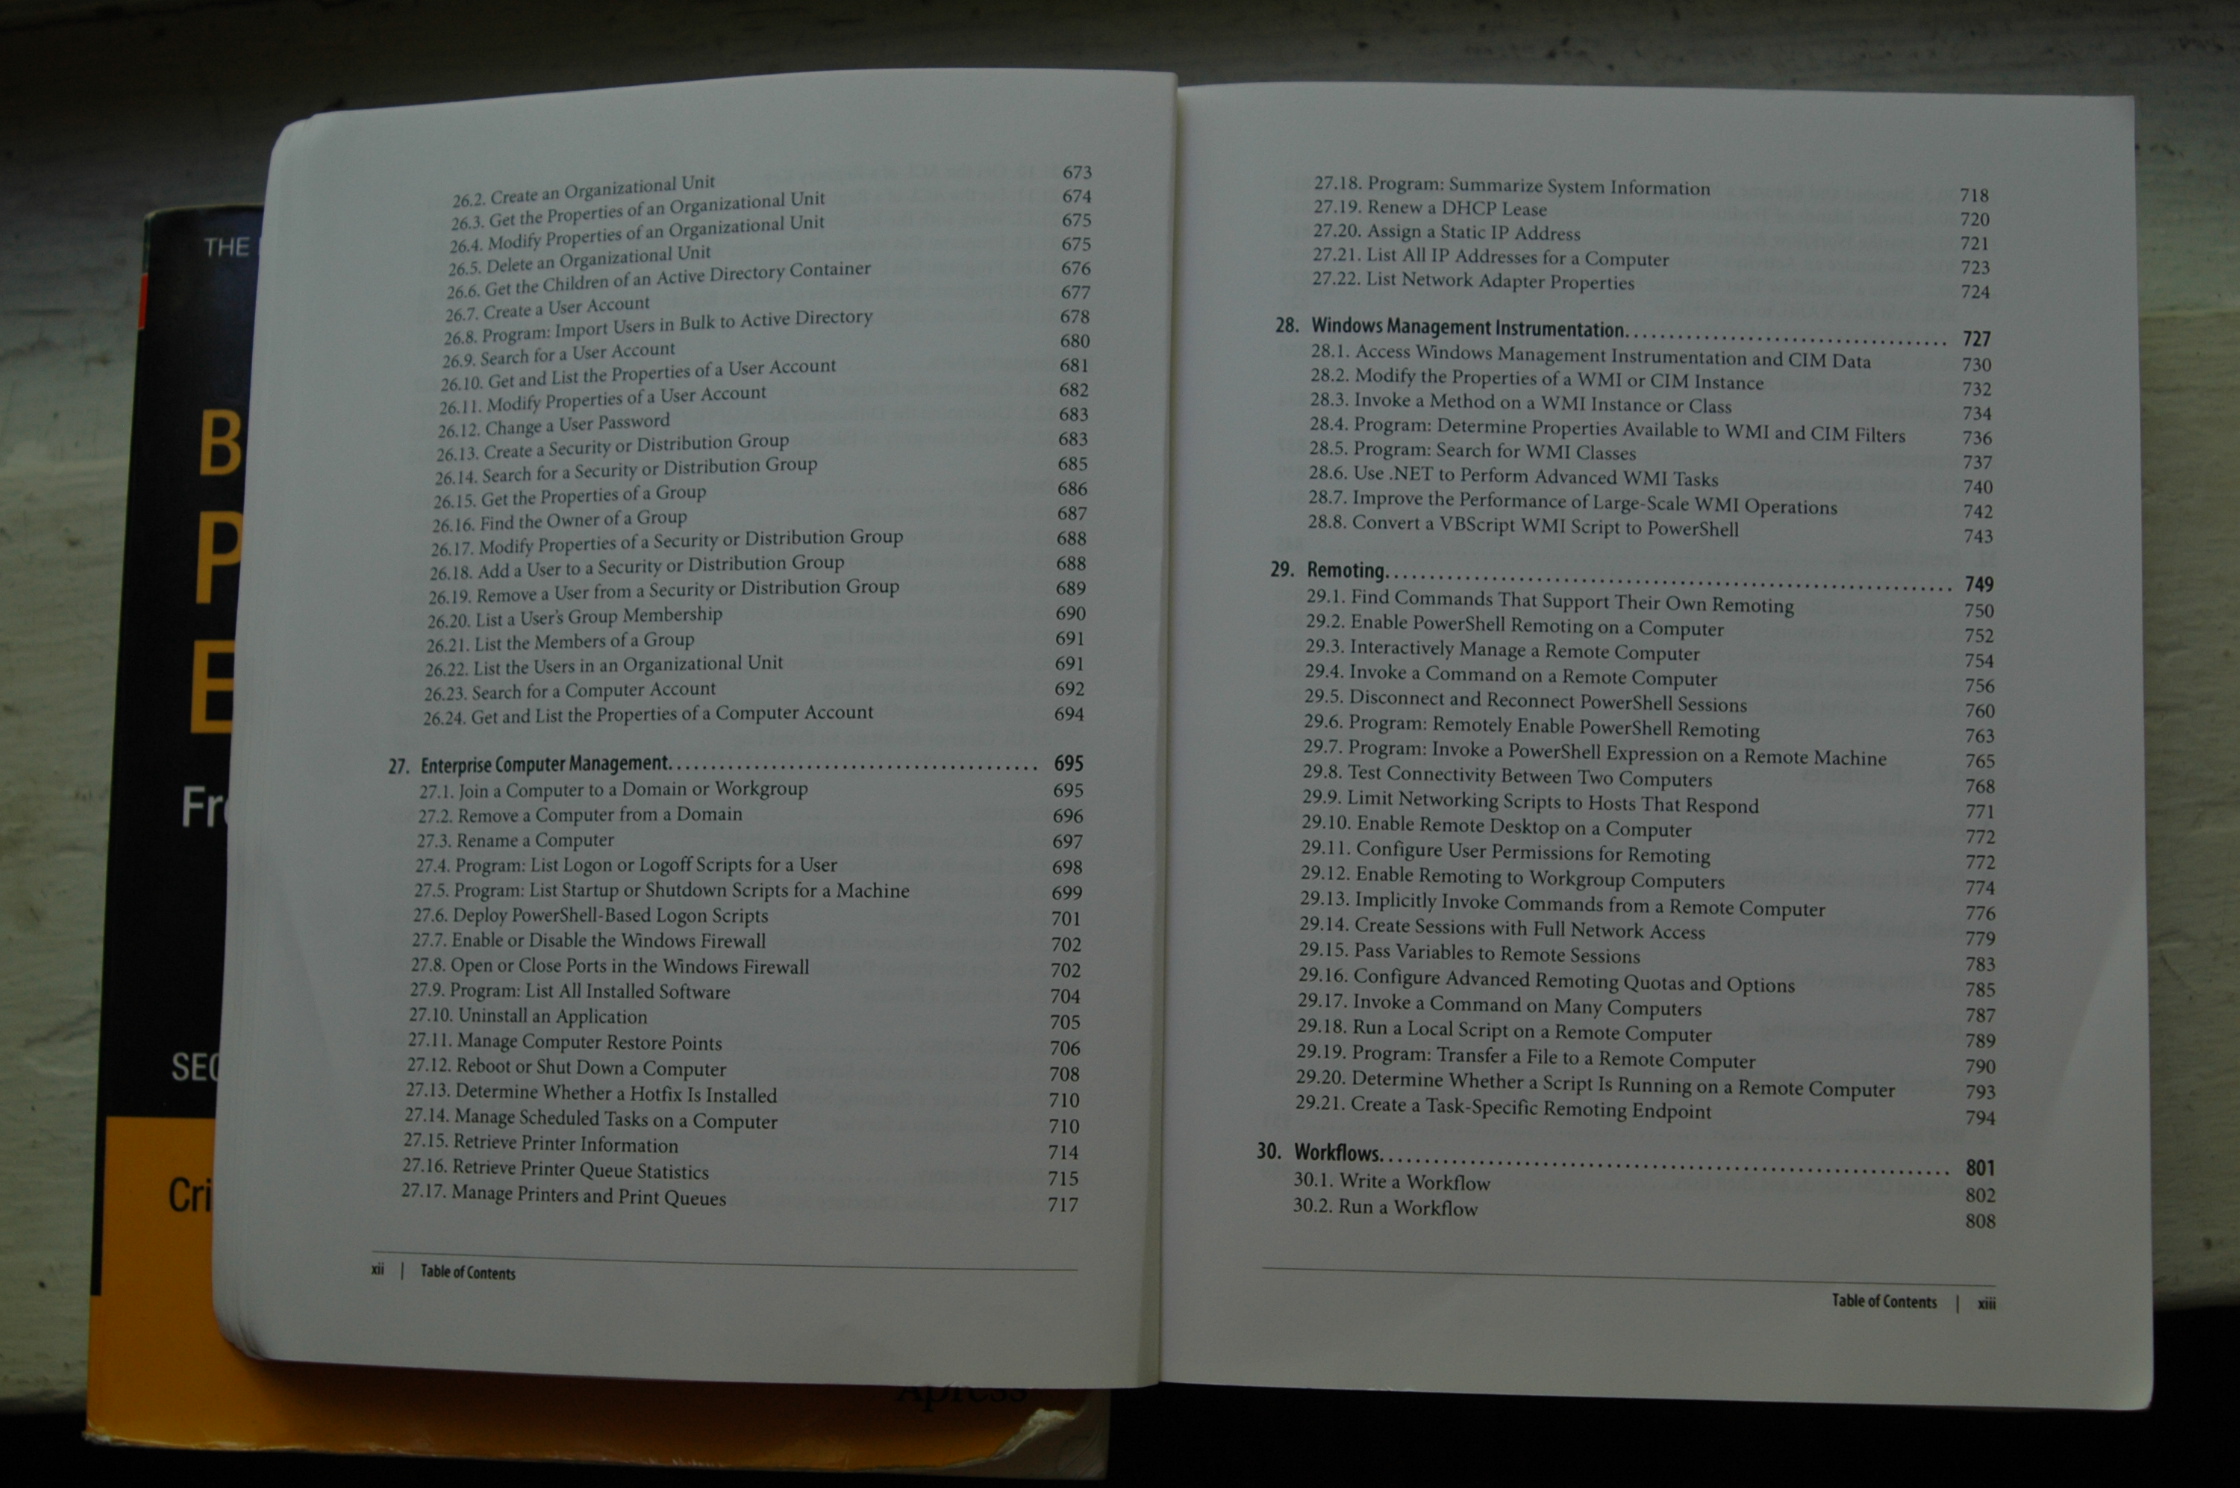 26.2. Create an Organizational Unit 673
26.3. Get the Properties of an Organizational Unit 674
26.4. Modify Properties of an Organizational Unit 675
26.5. Delete an Organizational Unit 675
26.6. Get the Children of an Active Directory Container 676
26.7. Create a User Account 677
26.8. Program: Import Users in Bulk to Active Directory 678
26.9. Search for a User Account 680
26.10. Get and List the Properties of a User Account 681
26.11. Modify Properties of a User Account 682
26.12. Change a User Password 683
26.13. Create a Security or Distribution Group 683
26.14. Search for a Security or Distribution Group 685
26.15. Get the Properties of a Group 686
26.16. Find the Owner of a Group 687
26.17. Modify Properties of a Security or Distribution Group 688
26.18. Add a User to a Security or Distribution Group 688
26.19. Remove a User from a Security or Distribution Group 689
26.20. List a User's Group Membership 690
26.21. List the Members of a Group 691
26.22. List the Users in an Organizational Unit 691
26.23. Search for a Computer Account 692
26.24. Get and List the Properties of a Computer Account 694
27. Enterprise Computer Management. . . . . . . . . . . . . . . . . . . . . . . . . . . . . . . . . . . . . . 695
27.1. Join a Computer to a Domain or Workgroup 695
27.2. Remove a Computer from a Domain 696
27.3. Rename a Computer 697
27.4. Program: List Logon or Logoff Scripts for a User 698
27.5. Program: List Startup or Shutdown Scripts for a Machine 699
27.6. Deploy PowerShell-Based Logon Scripts 701
27.7. Enable or Disable the Windows Firewall 702
27.8. Open or Close Ports in the Windows Firewall 702
27.9. Program: List All Installed Software 704
27.10. Uninstall an Application 705
27.11. Manage Computer Restore Points 706
27.12. Reboot or Shut Down a Computer 708
27.13. Determine Whether a Hotfix Is Installed 710
27.14. Manage Scheduled Tasks on a Computer 710
27.15. Retrieve Printer Information 714
27.16. Retrieve Printer Queue Statistics 715
27.17. Manage Printers and Print Queues 717
xii | Table of Contents
27.18. Program: Summarize System Information 718
27.19. Renew a DHCP Lease 720
27.20. Assign a Static IP Address 721
27.21. List All IP Addresses for a Computer 723
27.22. List Network Adapter Properties 724
28. Windows Management Instrumentation. . . . . . . . . . . . . . . . . . . . . . . . . . . . . . . . . 727
28.1. Access Windows Management Instrumentation and CIM Data 730
28.2. Modify the Properties of a WMI or CIM Instance 732
28.3. Invoke a Method on a WMI Instance or Class 734
28.4. Program: Determine Properties Available to WMI and CIM Filters 736
28.5. Program: Search for WMI Classes 737
28.6. Use .NET to Perform Advanced WMI Tasks 740
28.7. Improve the Performance of Large-Scale WMI Operations 742
28.8. Convert a VBScript WMI Script to PowerShell 743
29. Remoting. . . . . . . . . . . . . . . . . . . . . . . . . . . . . . . . . . . . . . . . . . . . . . . . . . . . . . . . . 749
29.1. Find Commands That Support Their Own Remoting 750
29.2. Enable PowerShell Remoting on a Computer 752
29.3. Interactively Manage a Remote Computer 754
29.4. Invoke a Command on a Remote Computer 756
29.5. Disconnect and Reconnect PowerShell Sessions 760
29.6. Program: Remotely Enable PowerShell Remoting 763
29.7. Program: Invoke a PowerShell Expression on a Remote Machine 765
29.8. Test Connectivity Between Two Computers 768
29.9. Limit Networking Scripts to Hosts That Respond 771
29.10. Enable Remote Desktop on a Computer 772
29.11. Configure User Permissions for Remoting 772
29.12. Enable Remoting to Workgroup Computers 774
29.13. Implicitly Invoke Commands from a Remote Computer 776
29.14. Create Sessions with Full Network Access 779
29.15. Pass Variables to Remote Sessions 783
29.16. Configure Advanced Remoting Quotas and Options 785
29.17. Invoke a Command on Many Computers 787
29.18. Run a Local Script on a Remote Computer 789
29.19. Program: Transfer a File to a Remote Computer 790
29.20. Determine Whether a Script Is Running on a Remote Computer 793
29.21. Create a Task-Specific Remoting Endpoint 794
30. Workflows. . . . . . . . . . . . . . . . . . . . . . . . . . . . . . . . . . . . . . . . . . . . . . . . . . . . . . . . . 801
30.1. Write a Workflow 802
30.2. Run a Workflow 808
Table of Contents | xiii
THE
B
P
E
Fr
SEC
Cri
Apress